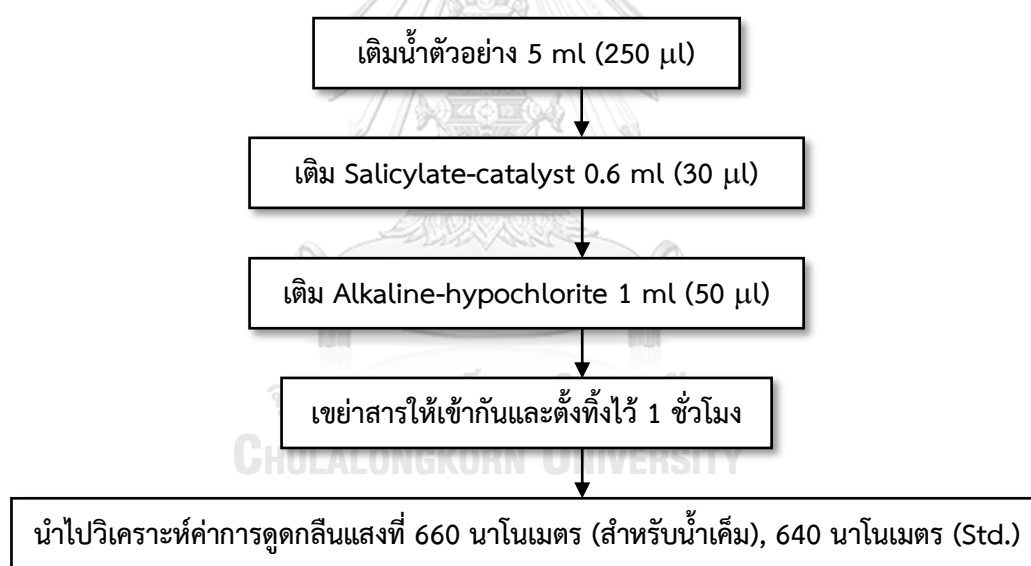 เติมน้ำตัวอย่าง 5 ml (250 μl)
เติม Salicylate-catalyst 0.6 ml (30 μl)
เติม Alkaline-hypochlorite 1 ml (50 μl)
เขย่าสารให้เข้ากันและตั้งทิ้งไว้ 1 ชั่วโมง
CHULALONGKORN UNIVERSITY
นำไปวิเคราะห์ค่าการดูดกลืนแสงที่ 660 นาโนเมตร (สำหรับน้ำเค็ม), 640 นาโนเมตร (Std.)